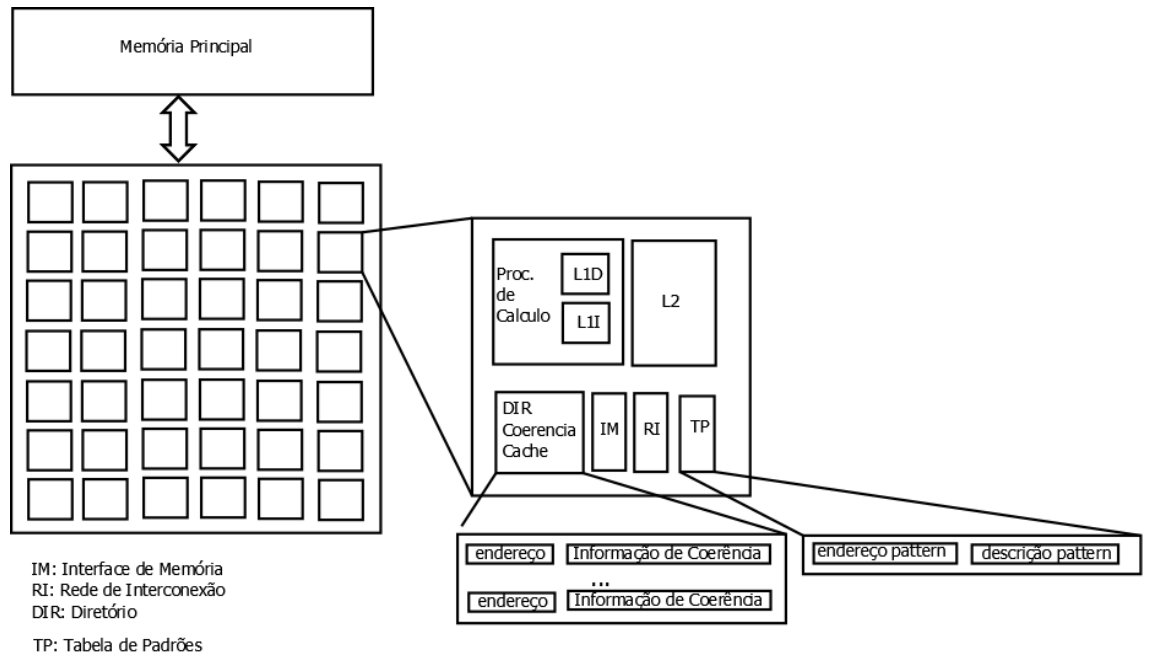 Memória Principal
Proc.
de
Calculo
L1D
L1I
L2
DIR
Coerencia
Cache
IM
RI
TP
endereço
Informação de Coerência
...
endereço
Informação de Coerência
endereço pattern
descrição pattern
IM: Interface de Memória
RI: Rede de Interconexão
DIR: Diretório
TP: Tabela de Padrões